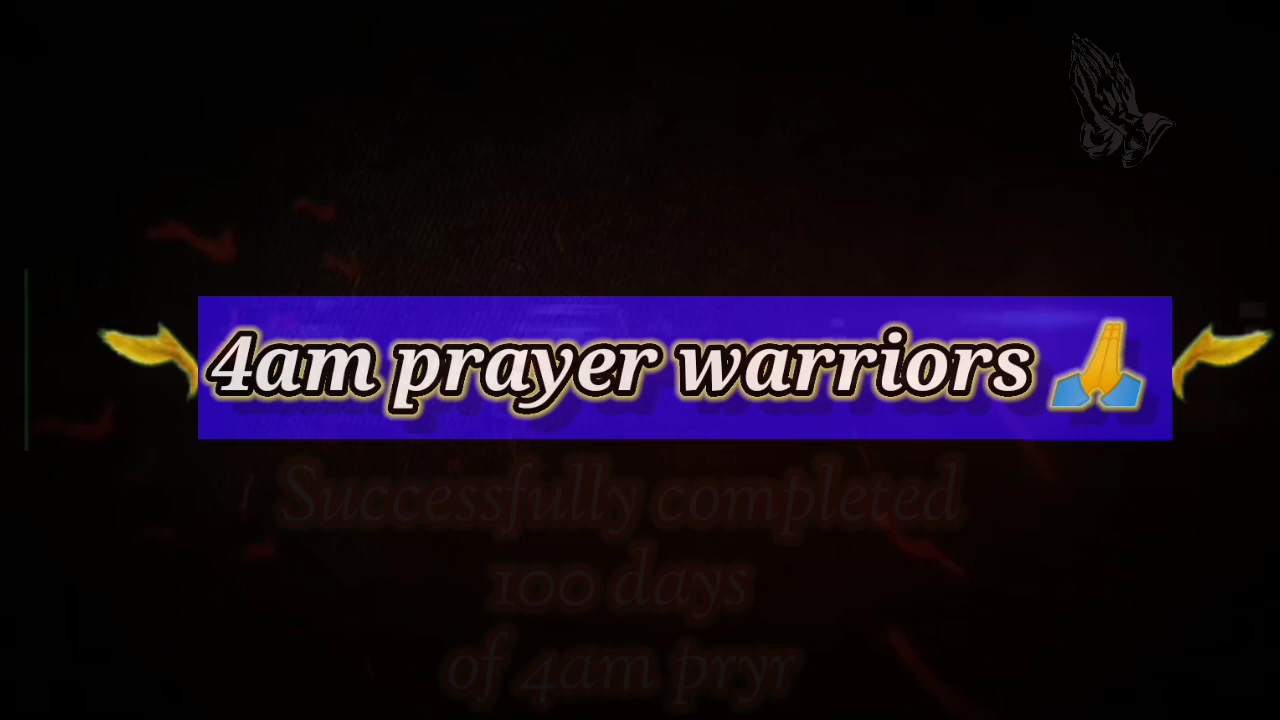 4am prayer warriors 🙏
Successfully completed
100 days
of 4am pryr